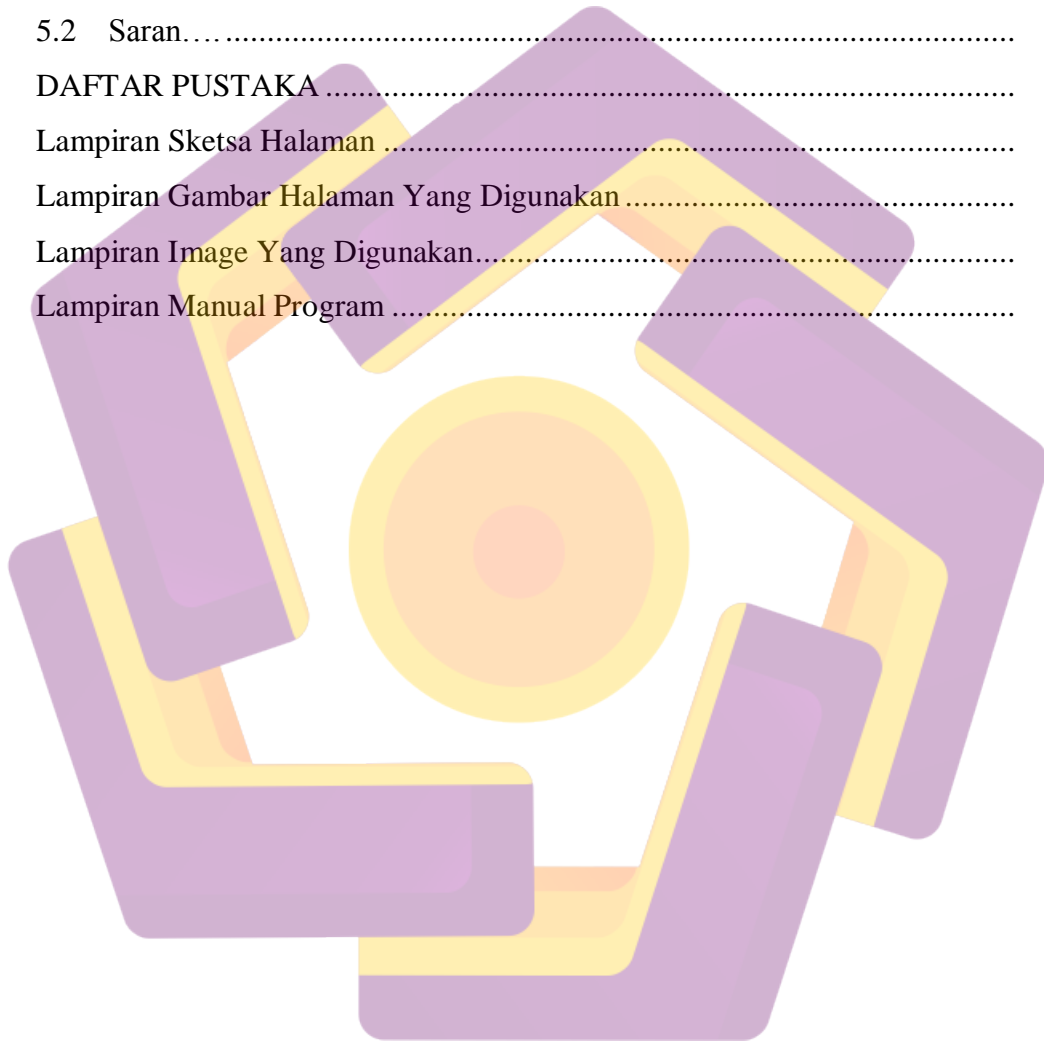 5.2 Saran….............................................................................................
DAFTAR PUSTAKA ..................................................................................
Lampiran Sketsa Halaman ...........................................................................
Lampiran Gambar Halaman Yang Digunakan ..............................................
Lampiran Image Yang Digunakan................................................................
Lampiran Manual Program ..........................................................................